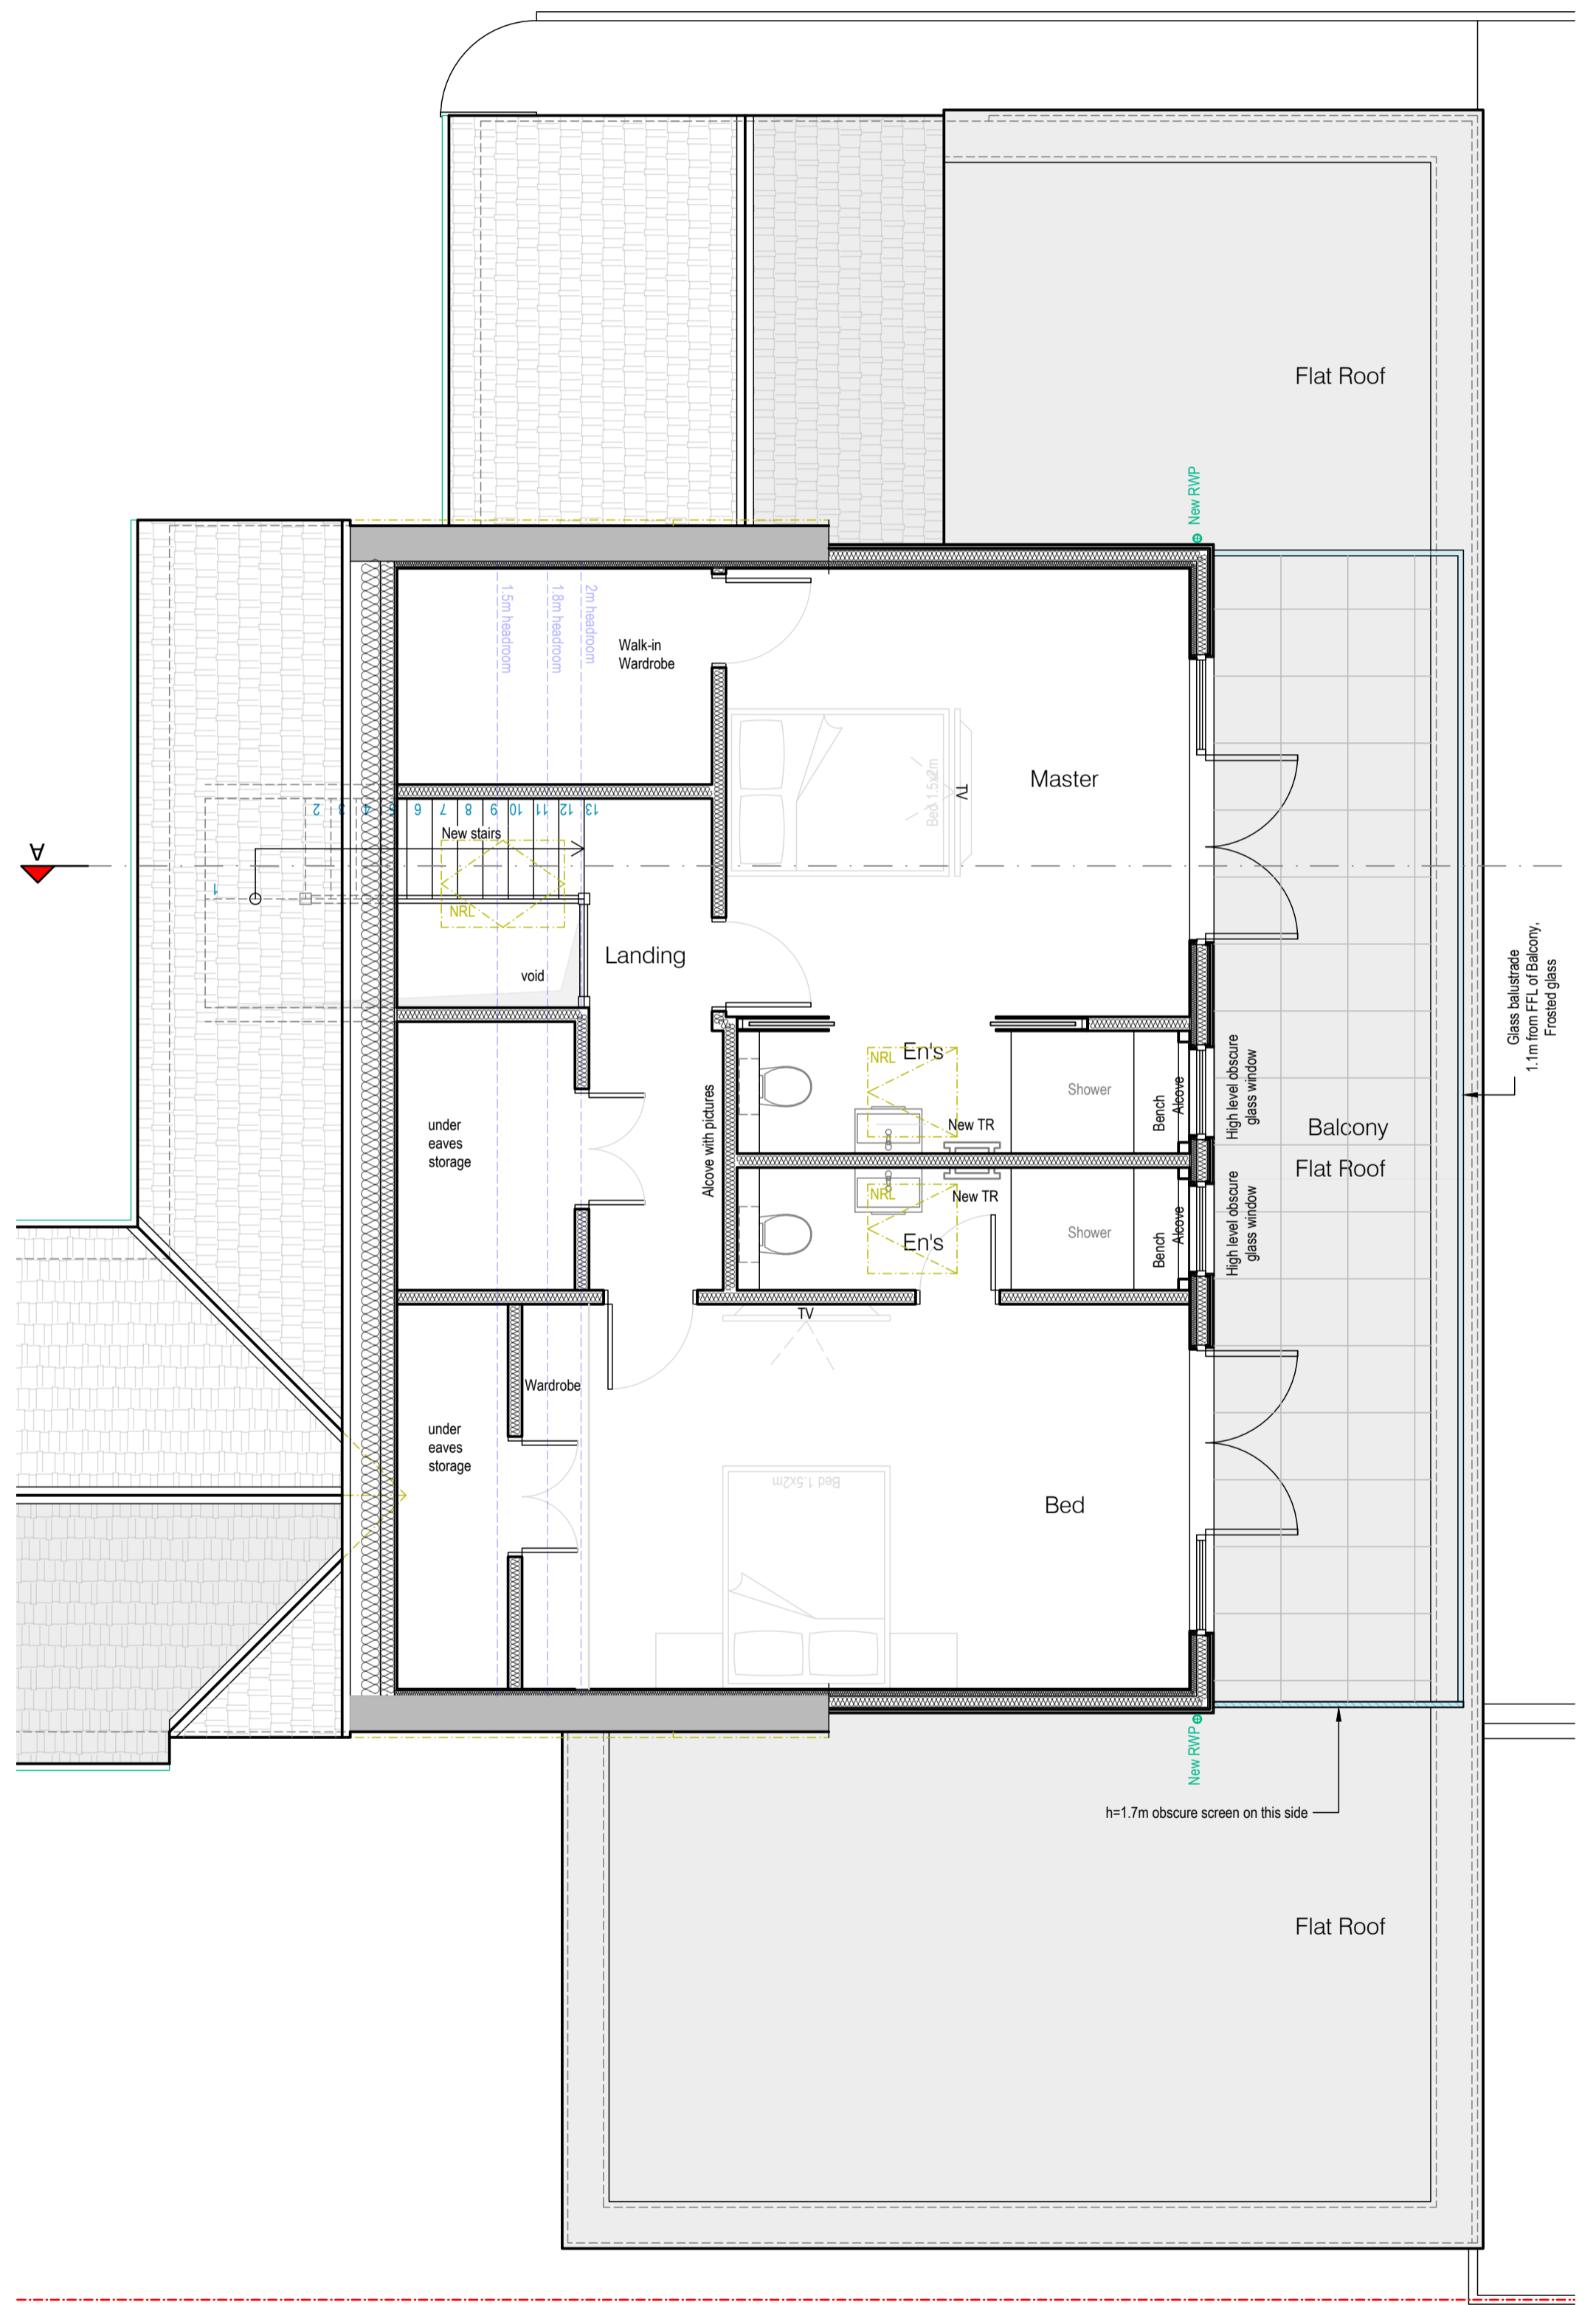 Flat Roof
New RWP
1.5m headroom
1.8m headroom
2m headroom
Walk-in
Wardrobe
Master
TV
Bed 1.5x2m
1
2
3
4
5
6
7
8
9
10
11
12
13
New stairs
A
NRL
Landing
void
Glass balustrade
1.1m from FFL of Balcony,
Frosted glass
En's
NRL
Shower
Bench
Alcove
High level obscure
glass window
New TR
under
eaves
storage
Alcove with pictures
Balcony
Flat Roof
New TR
NRL
En's
Shower
Bench
Alcove
High level obscure
glass window
TV
Wardrobe
under
eaves
storage
Bed 1.5x2m
Bed
New RWP
h=1.7m obscure screen on this side
Flat Roof